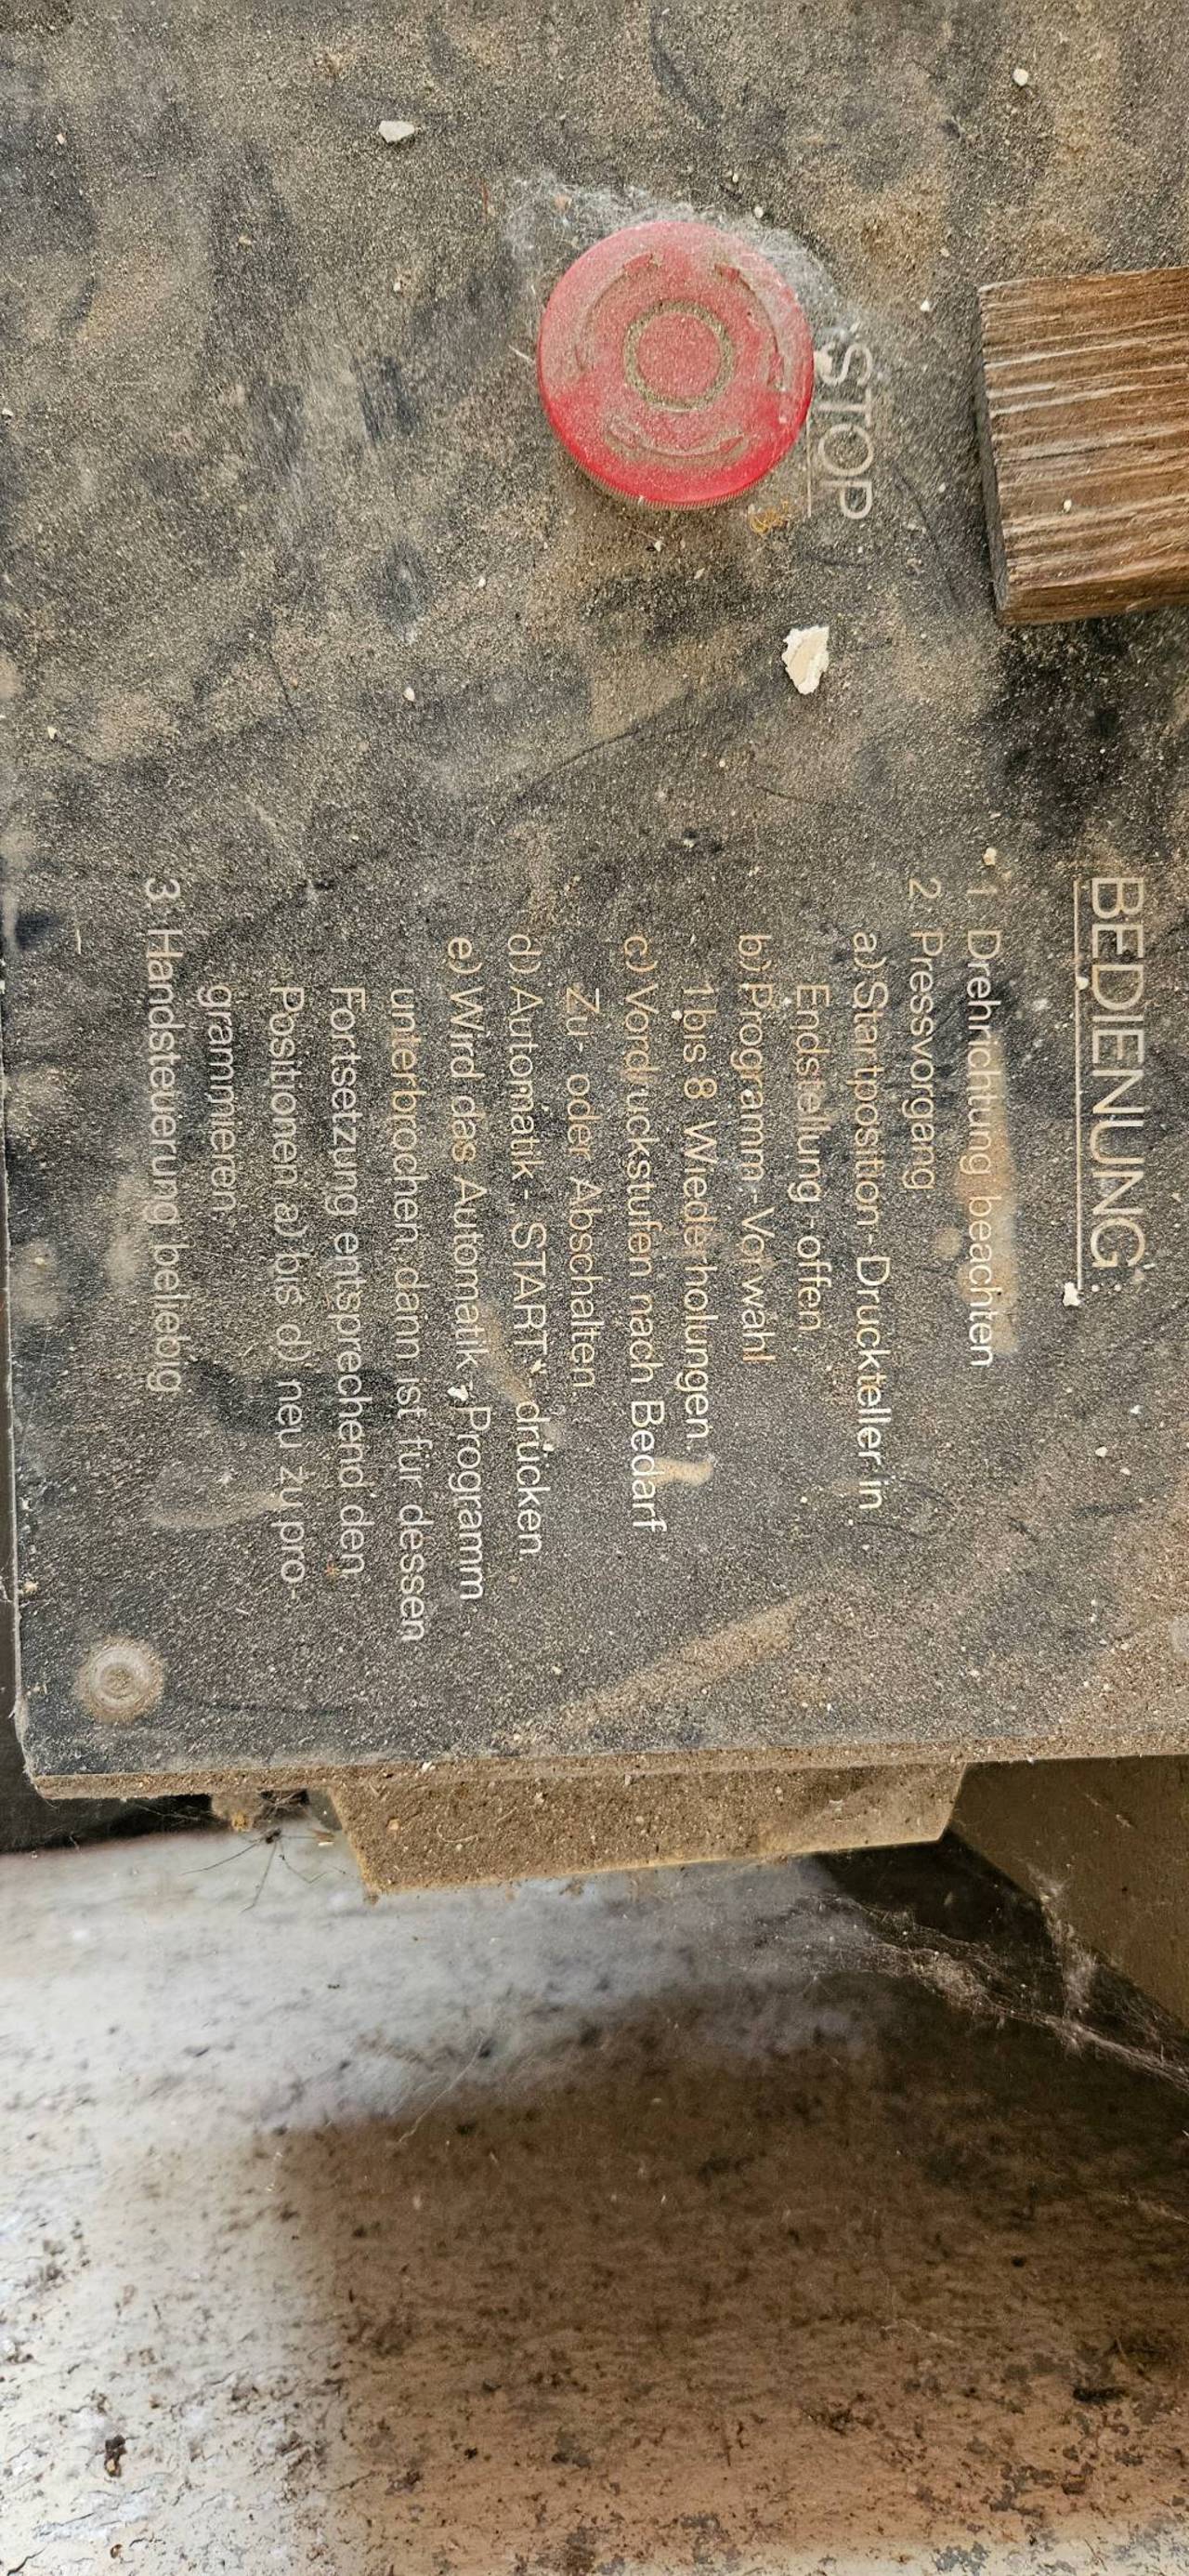 STOP
BEDIENUNG
1. Drehrichtung beachten
2. Pressvorgang
a) Startposition - Druckteller in
Endstellung - offen
b) Programm - Vorwahl
1 bis 8 Wiederholungen.
c) Vordruckstufen nach Bedarf
Zu- oder Abschalten
d) Automatik - START - drücken.
e) Wird das Automatik - Programm
unterbrochen, dann ist für dessen
Fortsetzung entsprechend den
Positionen a) bis d) neu zu pro-
grammieren
3. Handsteuerung beliebig